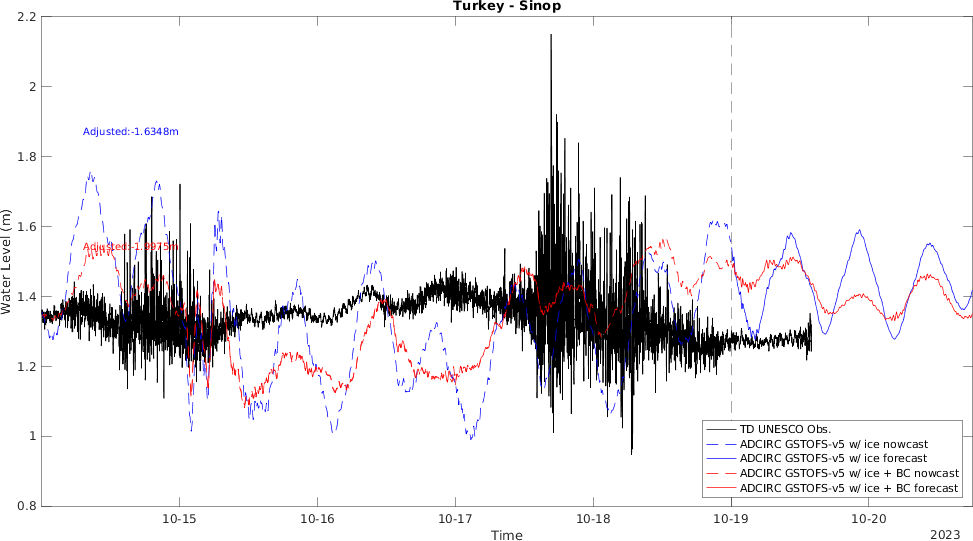 Turkey - Sinop
2.2
2
1.8
1.6
1.4
1.2
1
0.8
Water Level (m)
Adjusted:-1.6348m
Adjusted:-1.9975m
10-15
10-16
10-17
10-18
10-19
10-20
Time
2023
TD UNESCO Obs.
ADCIRC GSTOFS-v5 w/ ice nowcast
ADCIRC GSTOFS-v5 w/ ice forecast
ADCIRC GSTOFS-v5 w/ ice + BC nowcast
ADCIRC GSTOFS-v5 w/ ice + BC forecast